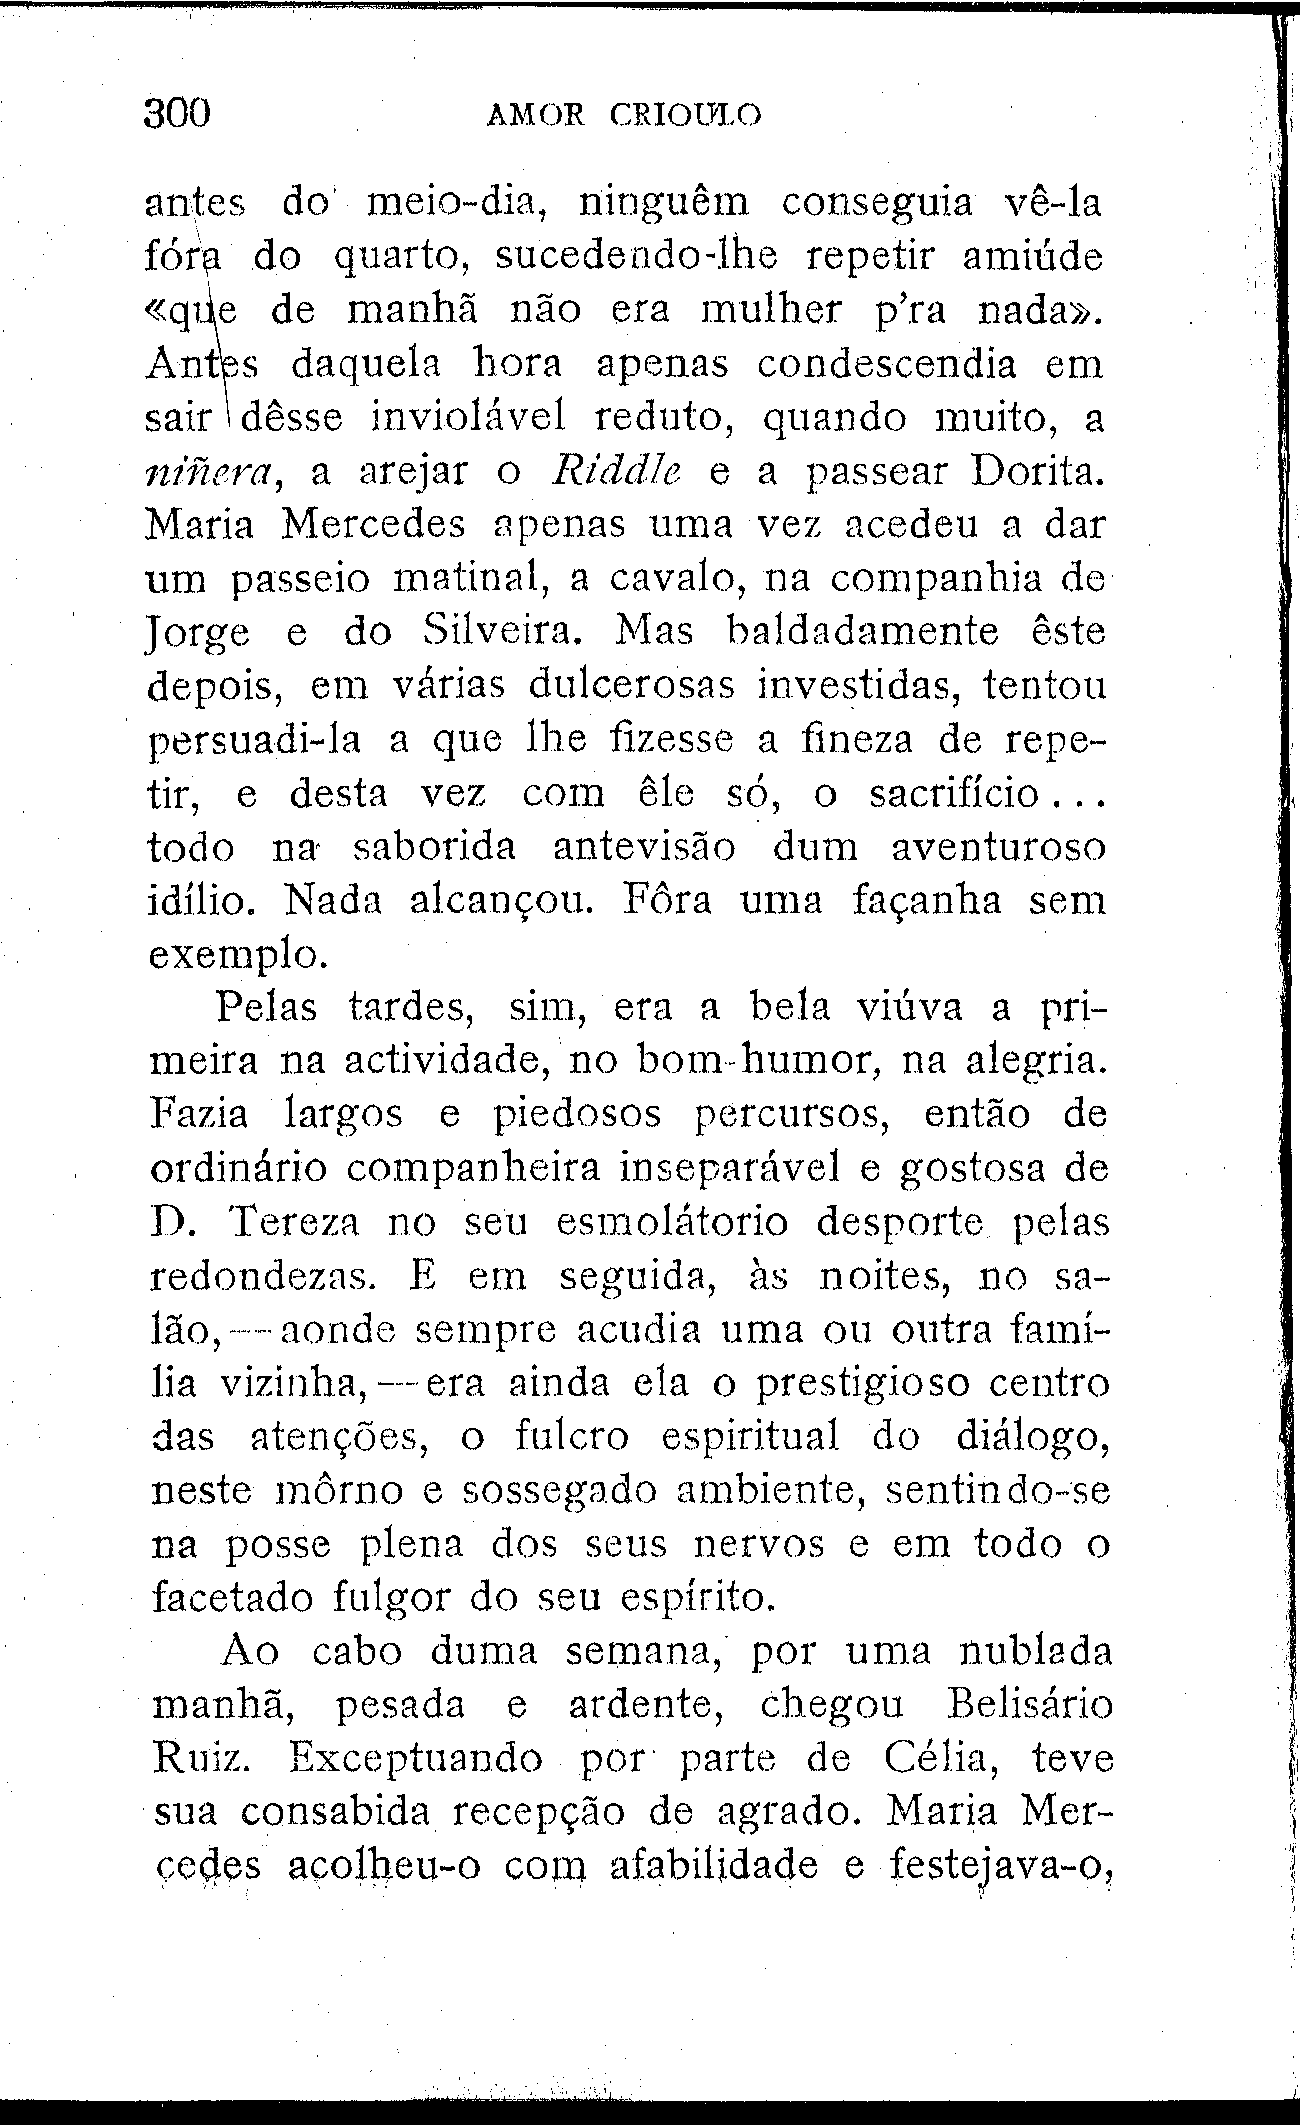 300 AMOR CRIOULO
antes do meio-dia, ninguêm conseguia vê-la
fóra do quarto, sucedendo-lhe repetir amiúde
«que de manhã não era mulher p’ra nada».
Antes daquela hora apenas condescendia em
sair dêsse inviolável reduto, quando muito, a
niñera, a arejar o Riddle e a passear Dorita.
Maria Mercedes apenas uma vez acedeu a dar
um passeio matinal, a cavalo, na companhia de
Jorge e do Silveira. Mas baldadamente êste
depois, em várias dulcerosas investidas, tentou
persuadi-la a que lhe fizesse a fineza de repe-
tir, e desta vez com êle só, o sacrifício...
todo na saborida antevisão dum aventuroso
idílio. Nada alcançou. Fôra uma façanha sem
exemplo.
Pelas tardes, sim, era a bela viúva a pri-
meira na actividade, no bom-humor, na alegria.
Fazia largos e piedosos percursos, então de
ordinário companheira inseparável e gostosa de
D. Tereza no seu esmolátorio desporte pelas
redondezas. E em seguida, às noites, no sa-
lão,—aonde sempre acudia uma ou outra famí-
lia vizinha,—era ainda ela o prestigioso centro
das atenções, o fulcro espiritual do diálogo,
neste môrno e sossegado ambiente, sentindo-se
na posse plena dos seus nervos e em todo o
facetado fulgor do seu espírito.
Ao cabo duma semana, por uma nublada
manhã, pesada e ardente, chegou Belisário
Ruiz. Exceptuando por parte de Célia, teve
sua consabida recepção de agrado. Maria Mer-
cedes acolheu-o com afabilidade e festejava-o,